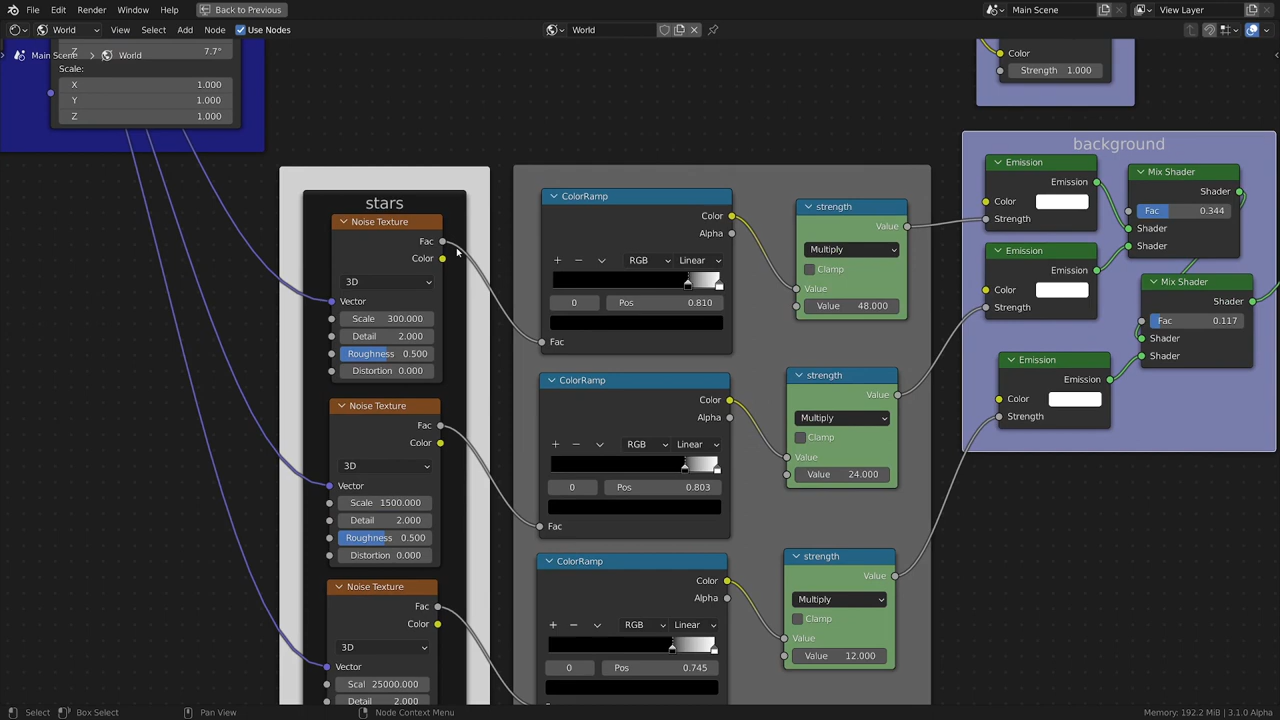 File Edit Render Window Help Back to Previous Main Scene View Layer
World View Select Add Node Use Nodes World
Z 7.7°
Main Scene World
Scale:
X 1.000
Y 1.000
Z 1.000
Color
Strength 1.000
stars
Noise Texture
Fac
Color
3D
Vector
Scale 300.000
Detail 2.000
Roughness 0.500
Distortion 0.000
Noise Texture
Fac
Color
3D
Vector
Scale 1500.000
Detail 2.000
Roughness 0.500
Distortion 0.000
Noise Texture
Fac
Color
3D
Vector
Scal 25000.000
Detail 2.000
ColorRamp
Color
Alpha
RGB Linear
0 Pos 0.810
Fac
ColorRamp
Color
Alpha
RGB Linear
0 Pos 0.803
Fac
ColorRamp
Color
Alpha
RGB Linear
0 Pos 0.745
strength
Value
Multiply
Clamp
Value
Value 48.000
strength
Value
Multiply
Clamp
Value
Value 24.000
strength
Value
Multiply
Clamp
Value
Value 12.000
background
Emission
Emission
Color
Strength
Emission
Emission
Color
Strength
Emission
Emission
Color
Strength
Mix Shader
Shader
Fac 0.344
Shader
Shader
Mix Shader
Shader
Fac 0.117
Shader
Shader
Select Box Select Pan View Node Context Menu Memory: 192.2 MiB | 3.1.0 Alpha